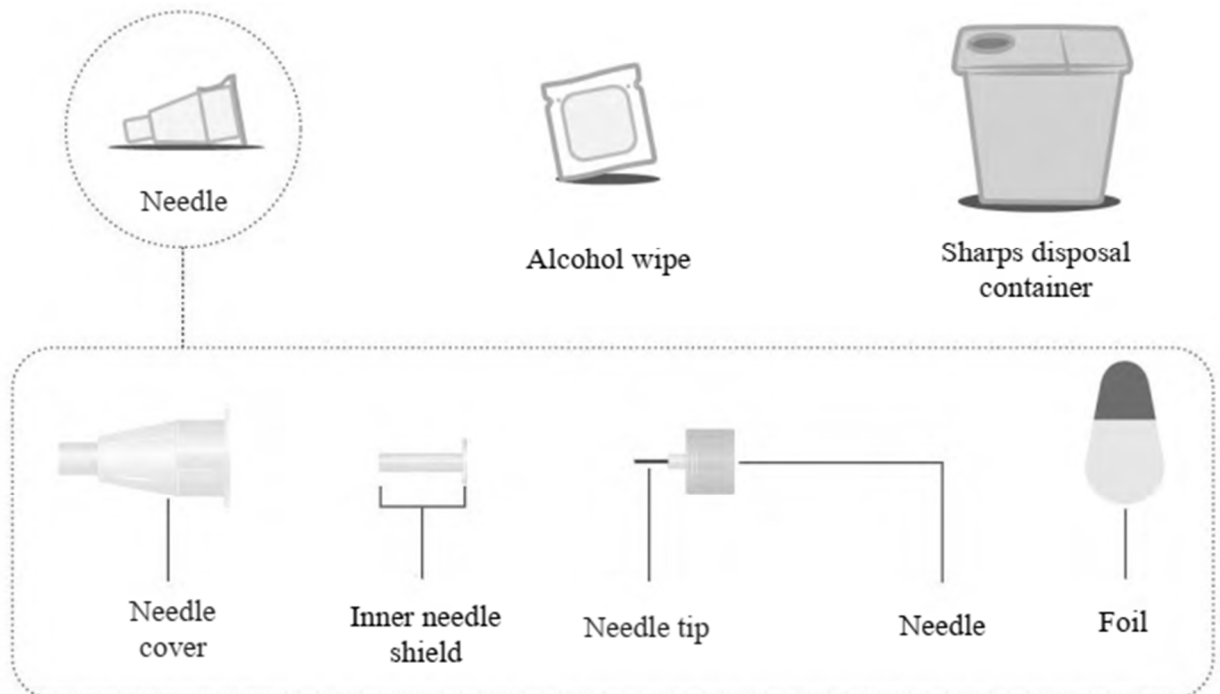 Needle
Alcohol wipe
Sharps disposal
container
Needle
cover
Inner needle
shield
Needle tip
Needle
Foil